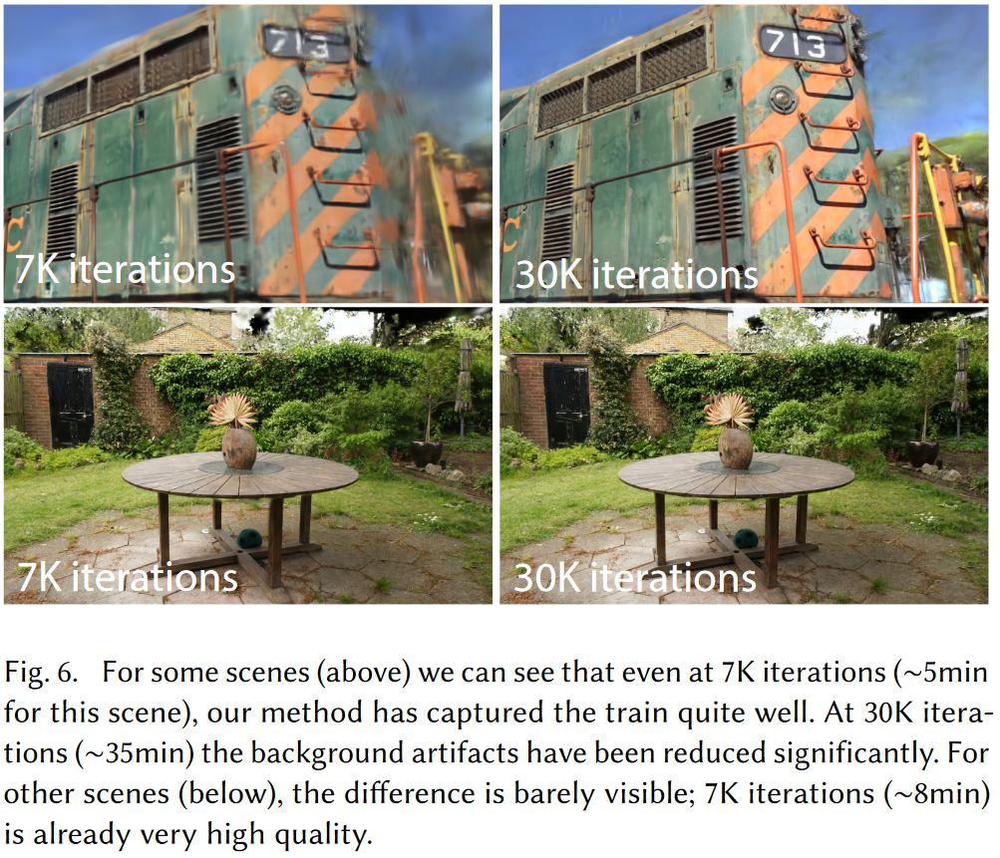 713
713
C
C
7K iterations
30K iterations
7K iterations
30K iterations
Fig. 6. For some scenes (above) we can see that even at 7K iterations (~5min
for this scene), our method has captured the train quite well. At 30K itera-
tions (~35min) the background artifacts have been reduced significantly. For
other scenes (below), the difference is barely visible; 7K iterations (~8min)
is already very high quality.